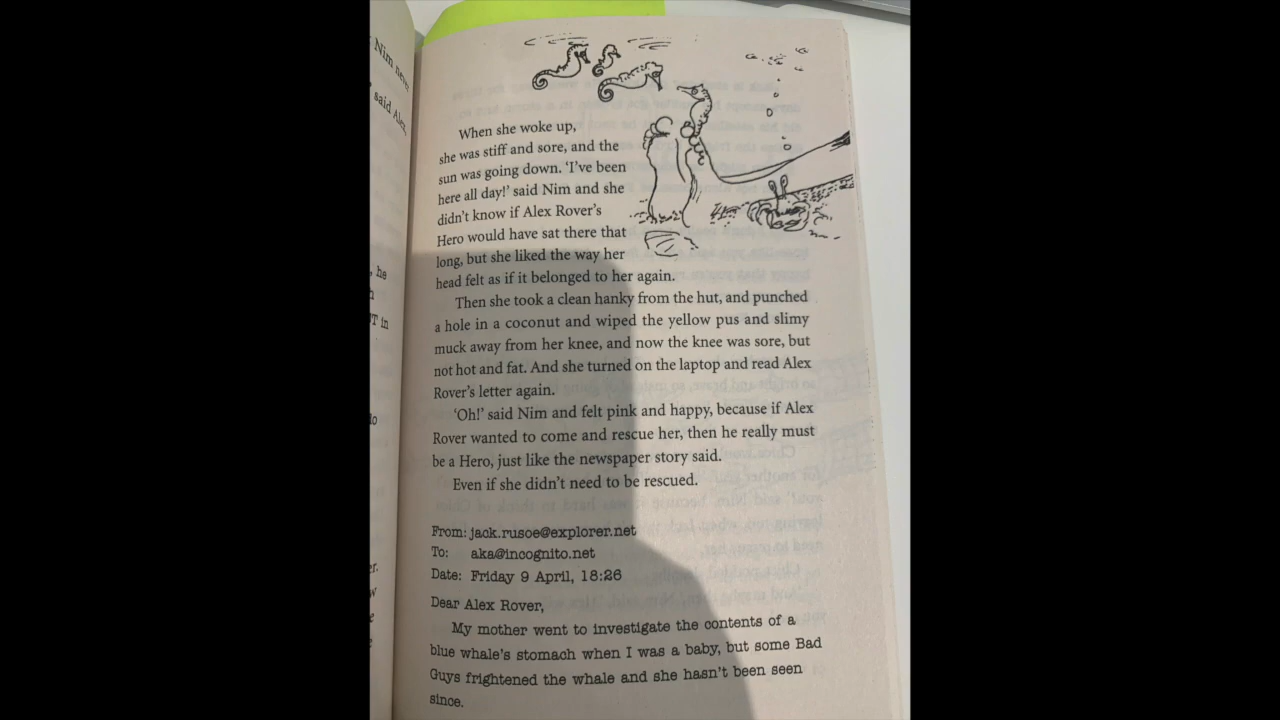 Nim never
said Alex,
he
T in
When she woke up,
she was stiff and sore, and the
sun was going down. ‘I’ve been
here all day!’ said Nim and she
didn’t know if Alex Rover’s
Hero would have sat there that
long, but she liked the way her
head felt as if it belonged to her again.
Then she took a clean hanky from the hut, and punched
a hole in a coconut and wiped the yellow pus and slimy
muck away from her knee, and now the knee was sore, but
not hot and fat. And she turned on the laptop and read Alex
Rover’s letter again.
‘Oh!’ said Nim and felt pink and happy, because if Alex
Rover wanted to come and rescue her, then he really must
be a Hero, just like the newspaper story said.
Even if she didn’t need to be rescued.
From: jack.rusoe@explorer.net
To: aka@incognito.net
Date: Friday 9 April, 18:26
Dear Alex Rover,
My mother went to investigate the contents of a
blue whale’s stomach when I was a baby, but some Bad
Guys frightened the whale and she hasn’t been seen
since.